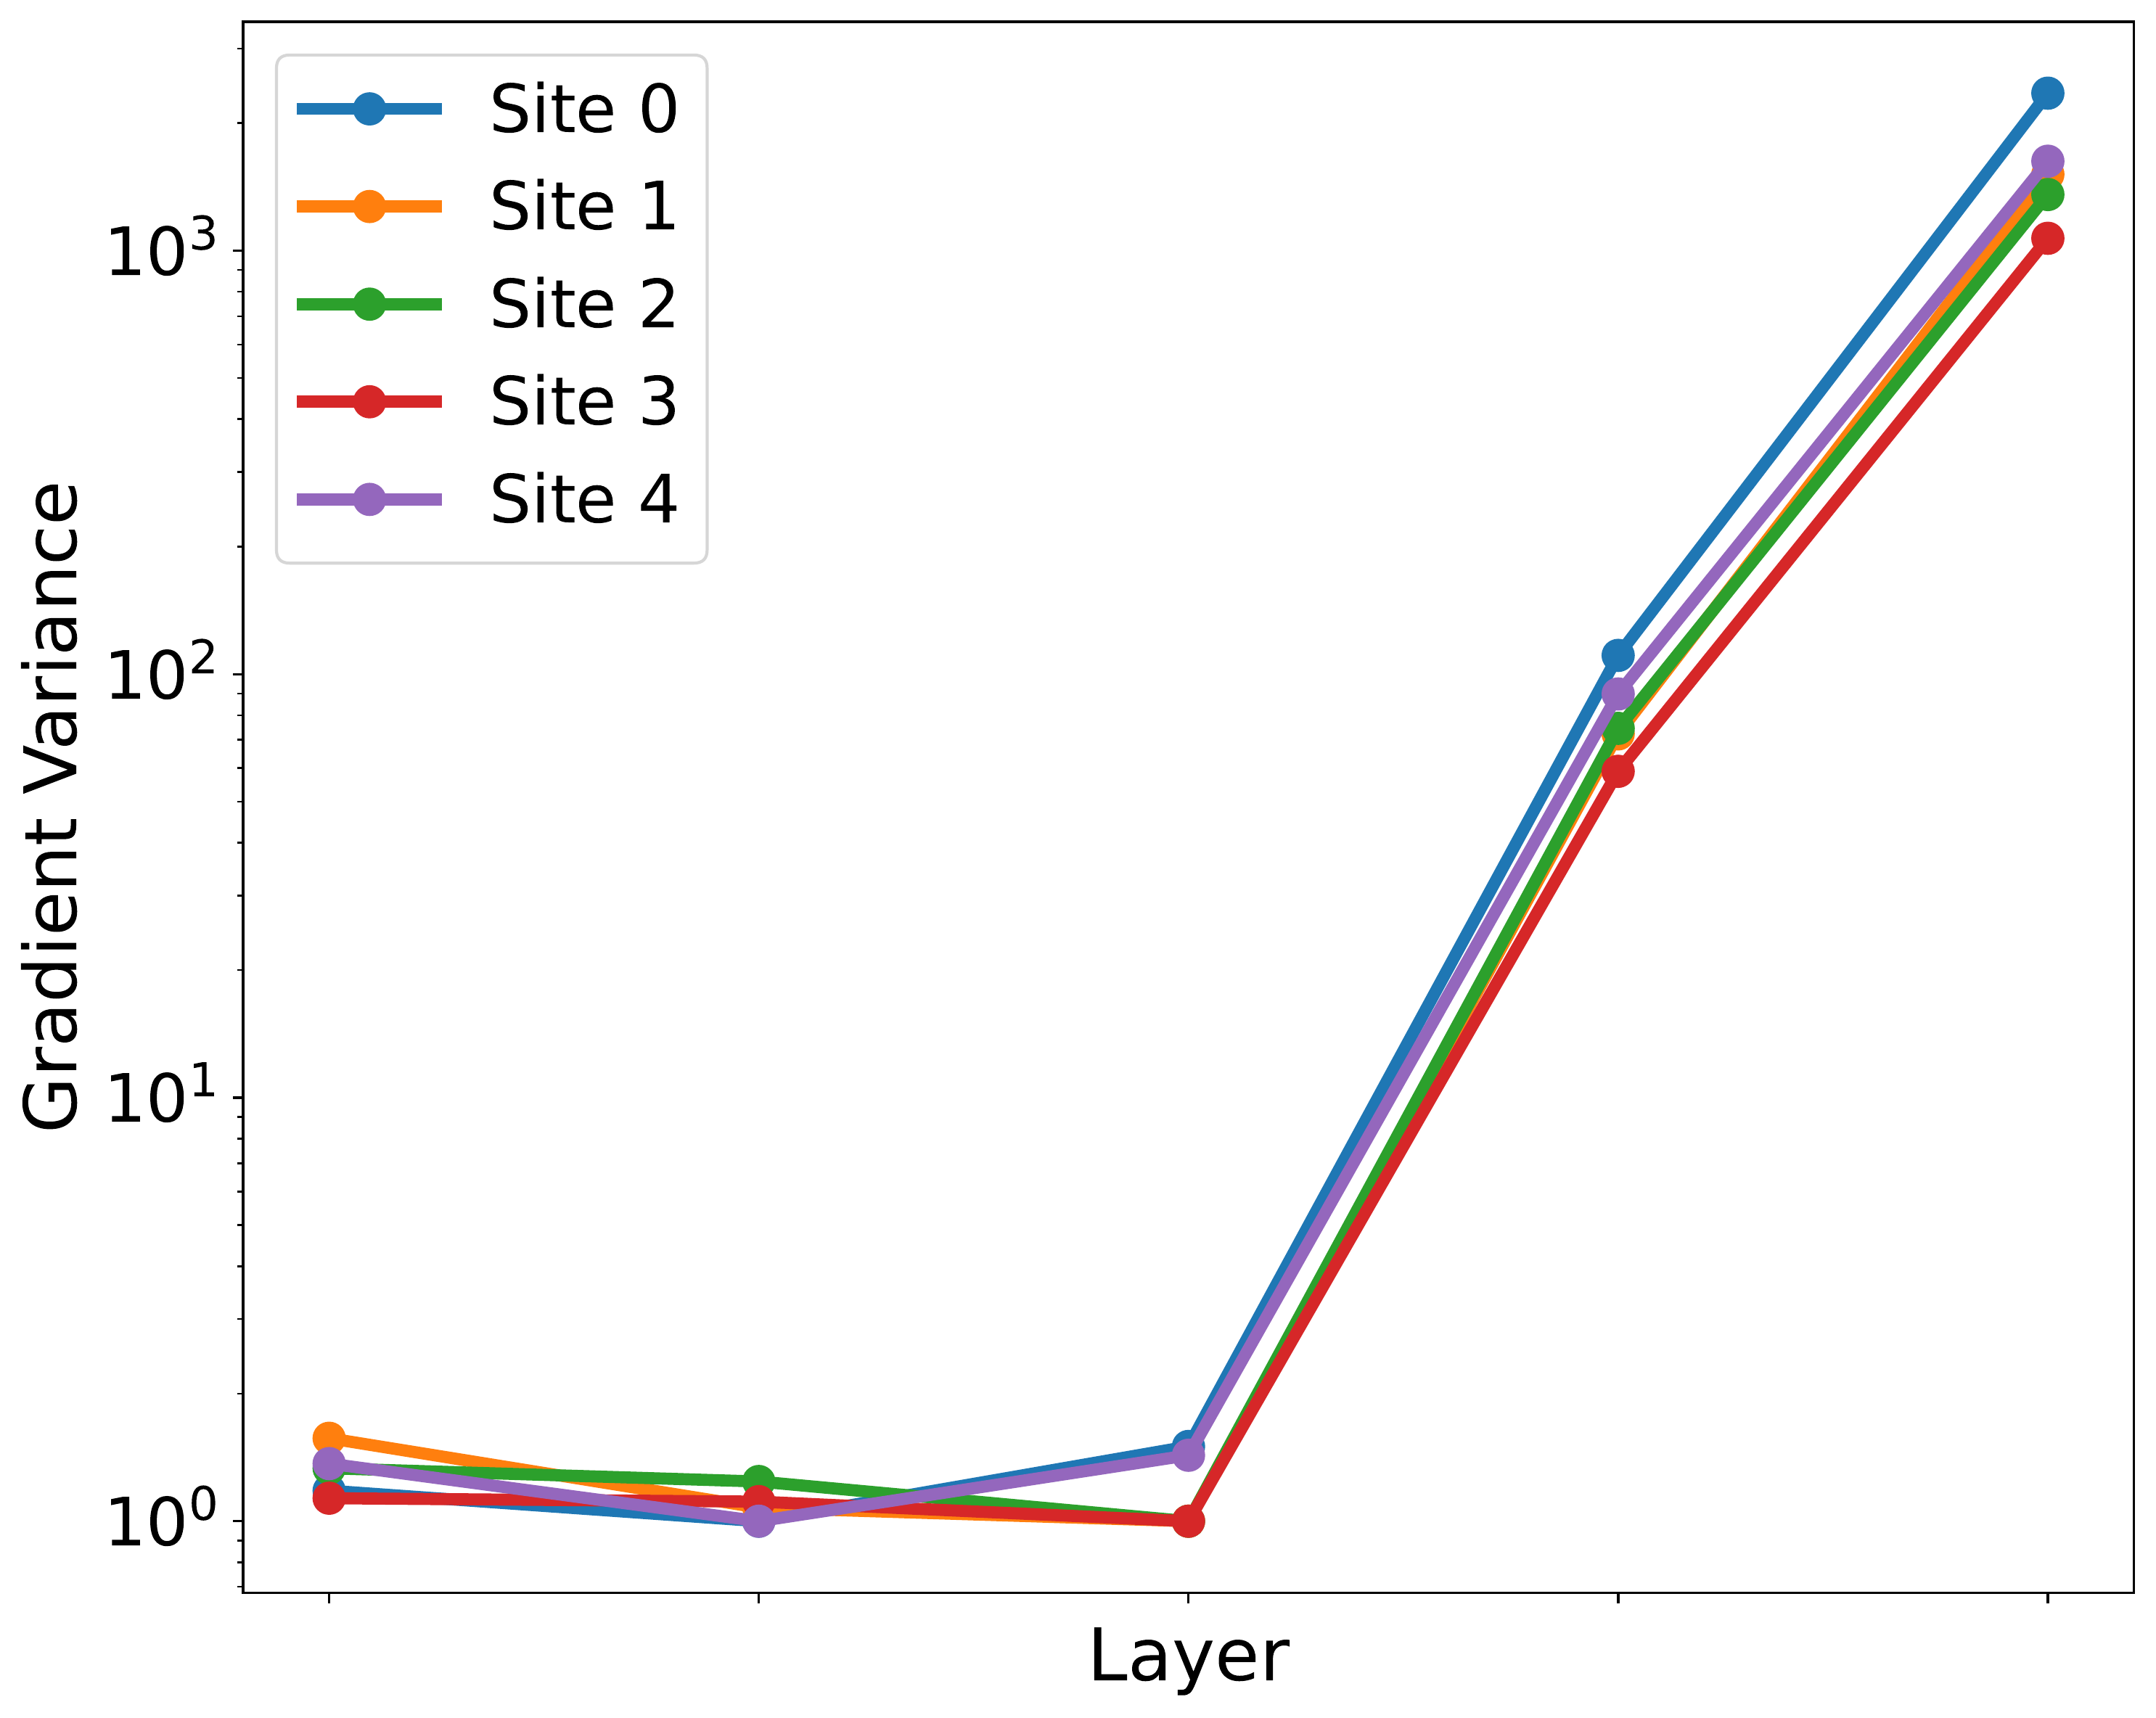 Site 0
Site 1
Site 2
Site 3
Site 4
10³
10²
10¹
10⁰
Gradient Variance
Layer